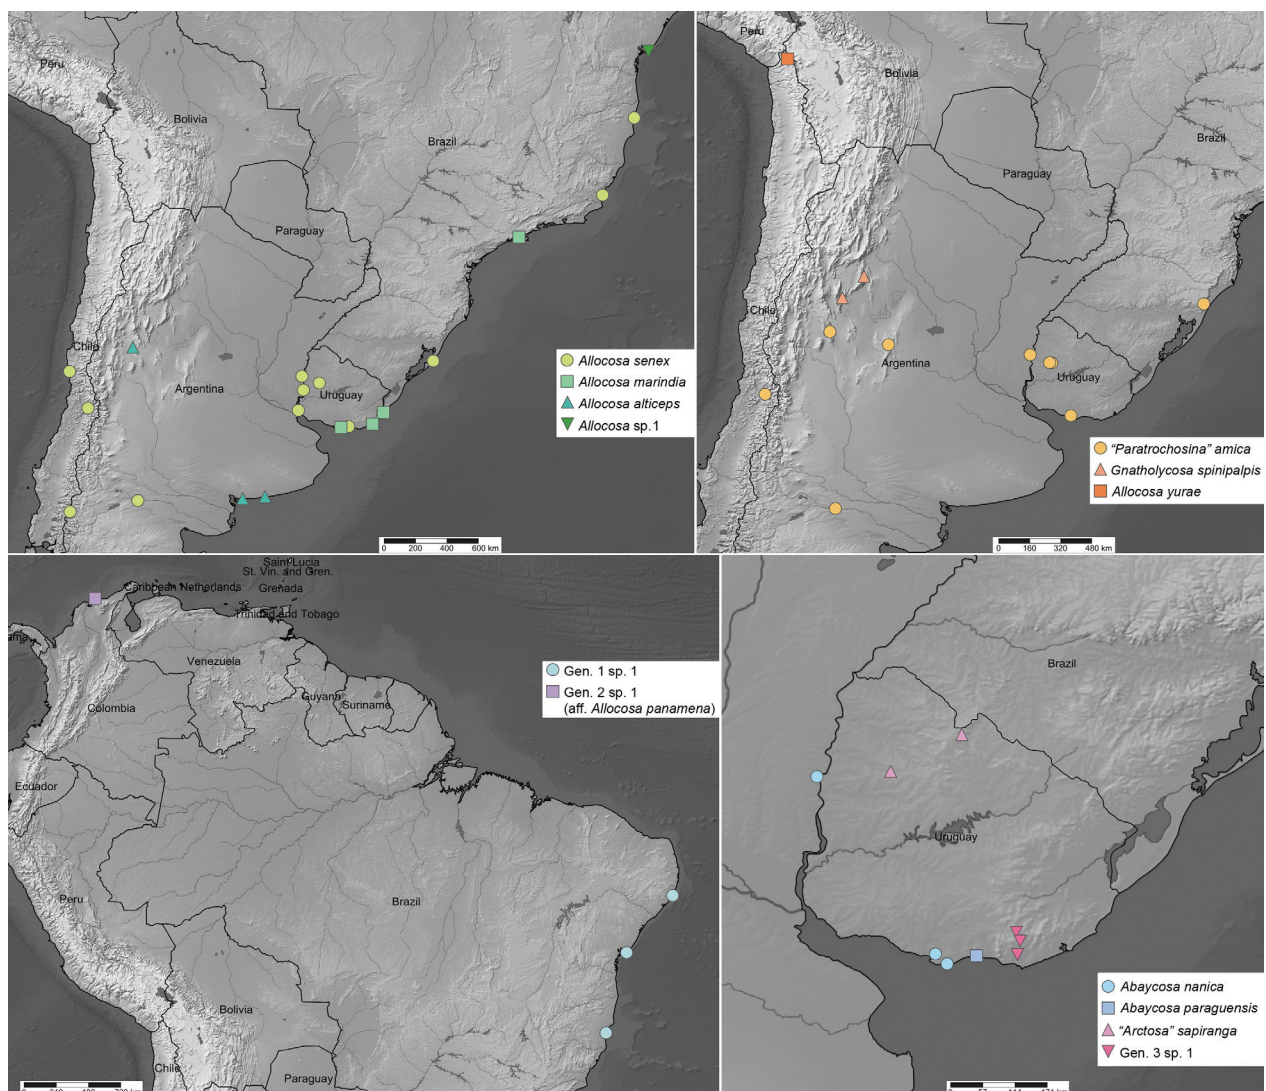 Peru
Bolivia
Brazil
Paraguay
Chile
Argentina
Uruguay
Allocosa senex
Allocosa marindia
Allocosa alticeps
Allocosa sp.1
0 200 400 600 km
Peru
Bolivia
Brazil
Paraguay
Chile
Argentina
Uruguay
"Paratrochosina" amica
Gnatholycosa spinipalpis
Allocosa yurae
0 160 320 480 km
Saint Lucia
St. Vin. and Gren.
Caribbean Netherlands
Grenada
Trinidad and Tobago
Venezuela
Guyana
Suriname
Colombia
Ecuador
Peru
Brazil
Bolivia
Chile
Paraguay
Gen. 1 sp. 1
Gen. 2 sp. 1
(aff. Allocosa panamena)
Brazil
Uruguay
Abaycosa nanica
Abaycosa paraguensis
"Arctosa" sapiranga
Gen. 3 sp. 1